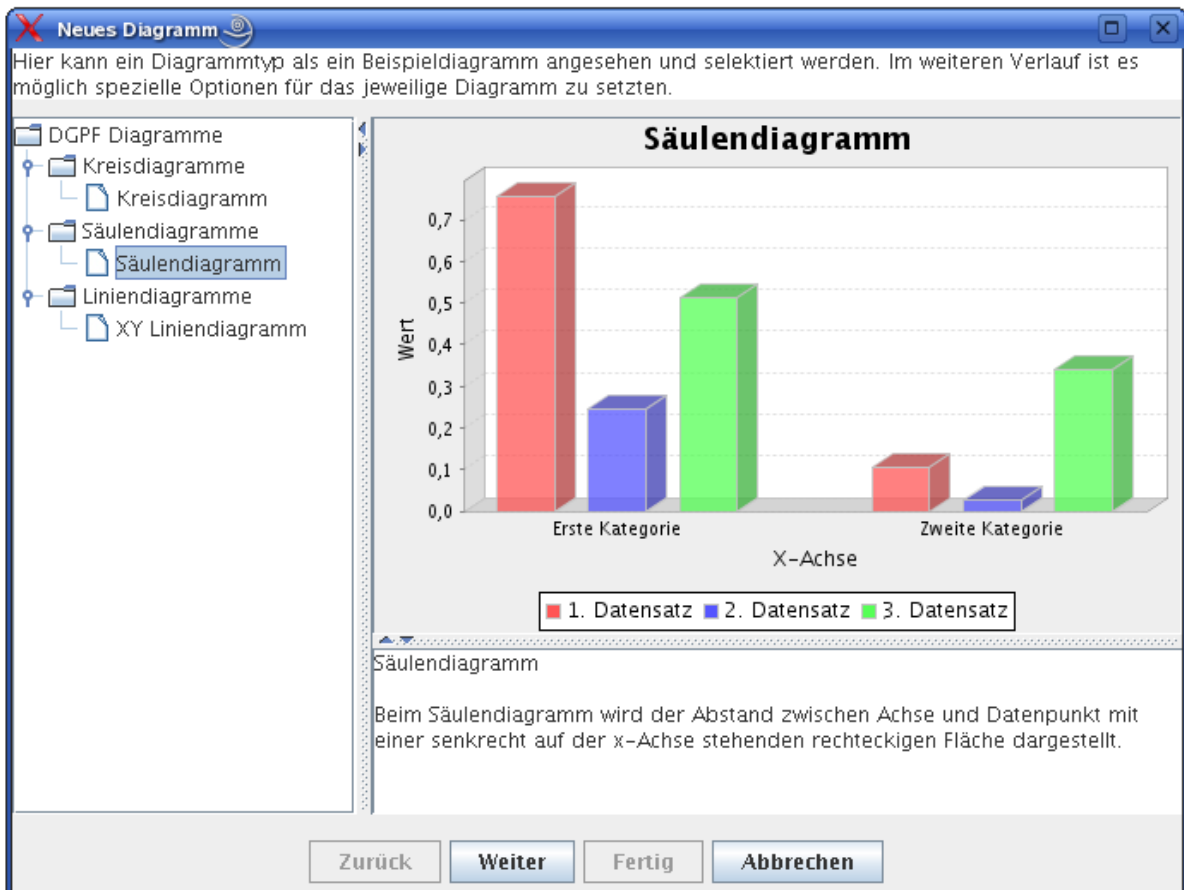 Neues Diagramm
Hier kann ein Diagrammtyp als ein Beispieldiagramm angesehen und selektiert werden. Im weiteren Verlauf ist es
möglich spezielle Optionen für das jeweilige Diagramm zu setzten.
DGPF Diagramme
Kreisdiagramme
Kreisdiagramm
Säulendiagramme
Säulendiagramm
Liniendiagramme
XY Liniendiagramm
Säulendiagramm
Wert
0,7
0,6
0,5
0,4
0,3
0,2
0,1
0,0
Erste Kategorie Zweite Kategorie
X-Achse
1. Datensatz 2. Datensatz 3. Datensatz
Säulendiagramm
Beim Säulendiagramm wird der Abstand zwischen Achse und Datenpunkt mit
einer senkrecht auf der x-Achse stehenden rechteckigen Fläche dargestellt.
Zurück Weiter Fertig Abbrechen